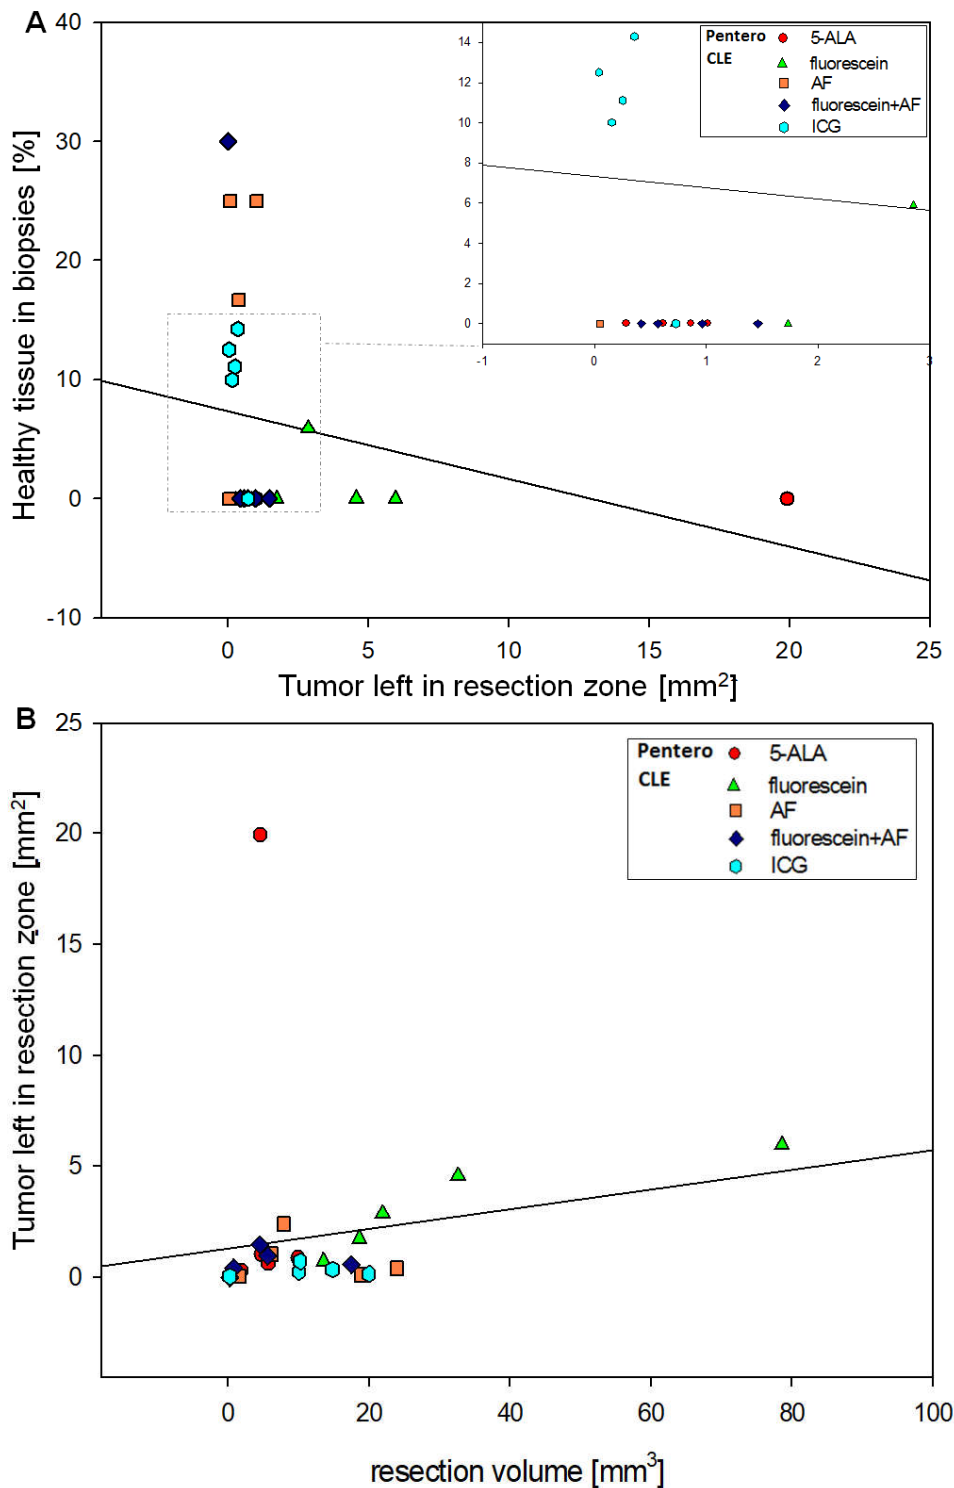 A
40
30
20
10
0
-10
Healthy tissue in biopsies [%]
14
12
10
8
6
4
2
0
-1
0
1
2
3
Pentero 5-ALA
CLE fluorescein
AF
fluorescein+AF
ICG
0
5
10
15
20
25
Tumor left in resection zone [mm²]
B
25
20
15
10
5
0
Tumor left in resection zone [mm²]
Pentero 5-ALA
CLE fluorescein
AF
fluorescein+AF
ICG
0
20
40
60
80
100
resection volume [mm³]